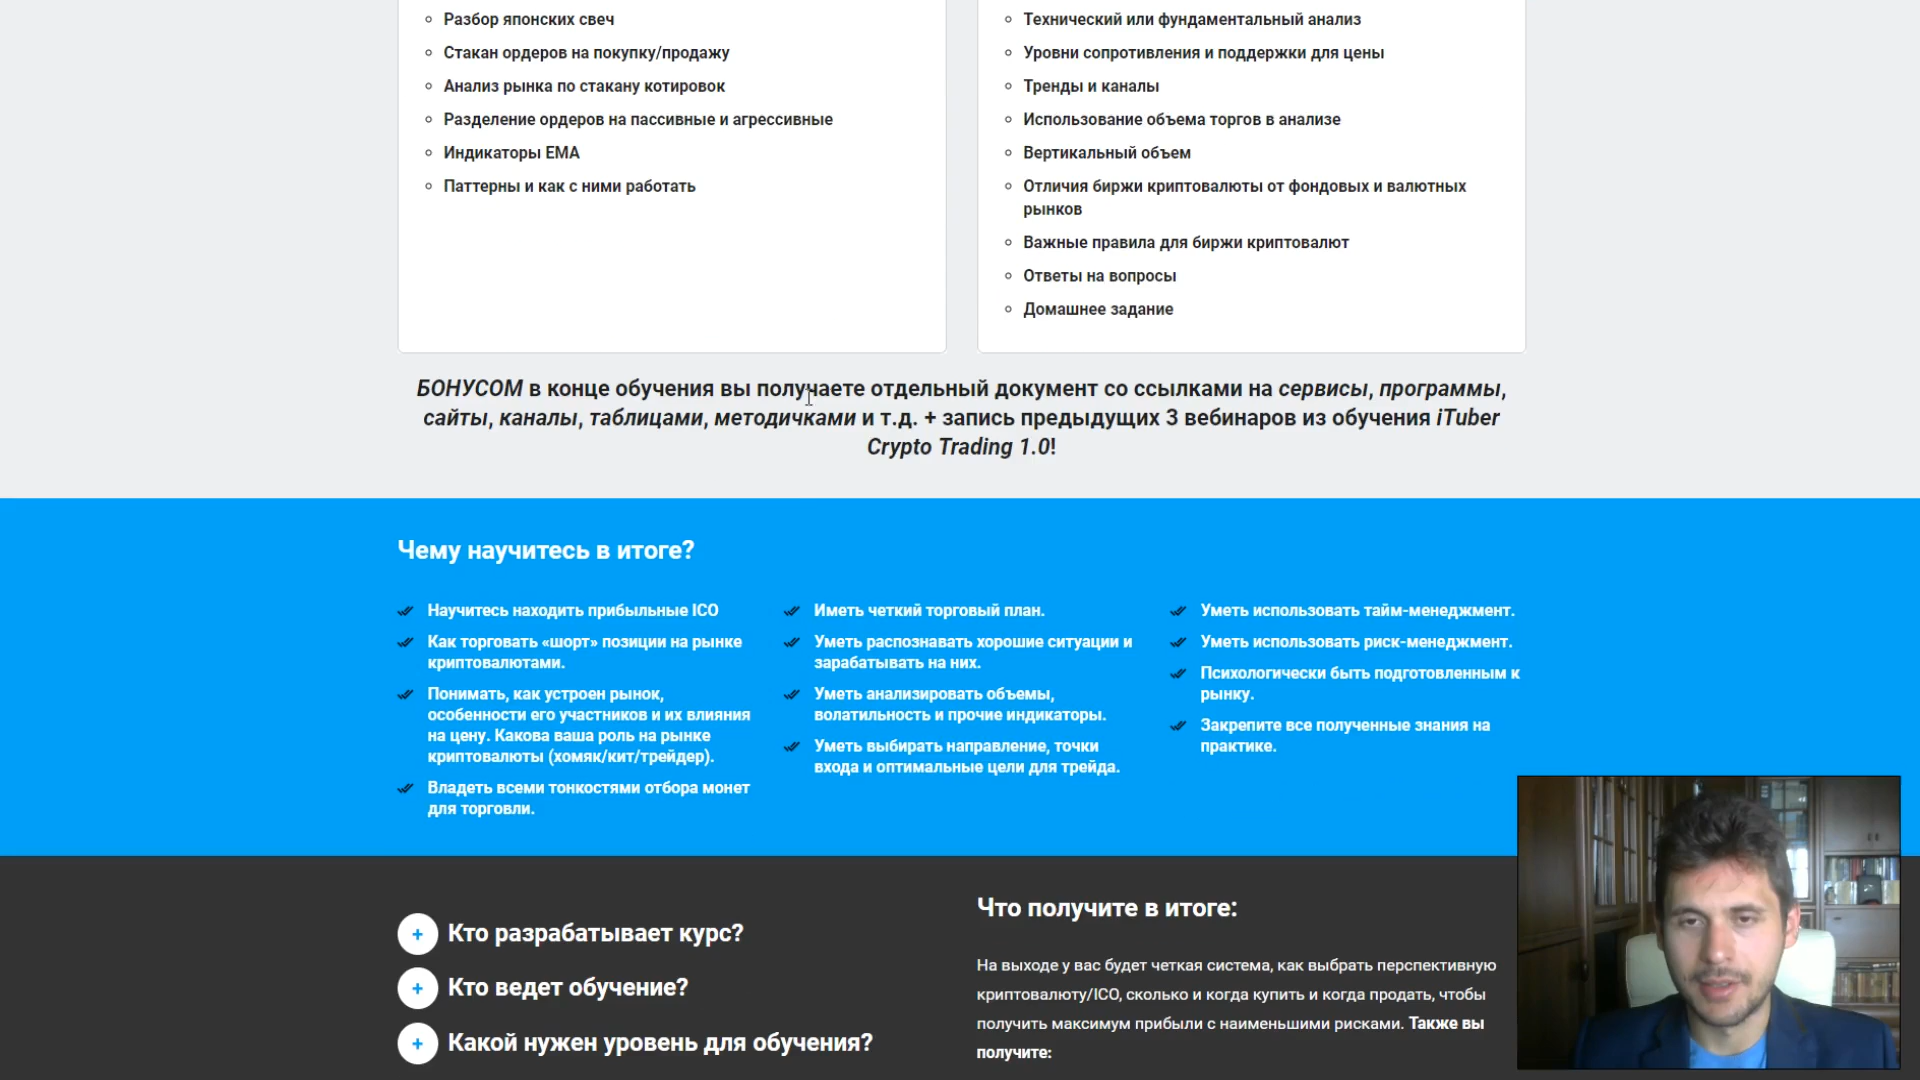 Разбор японских свеч
Стакан ордеров на покупку/продажу
Анализ рынка по стакану котировок
Разделение ордеров на пассивные и агрессивные
Индикаторы EMA
Паттерны и как с ними работать
Технический или фундаментальный анализ
Уровни сопротивления и поддержки для цены
Тренды и каналы
Использование объема торгов в анализе
Вертикальный объем
Отличия биржи криптовалюты от фондовых и валютных
рынков
Важные правила для биржи криптовалют
Ответы на вопросы
Домашнее задание
БОНУСОМ в конце обучения вы получаете отдельный документ со ссылками на сервисы, программы,
сайты, каналы, таблицами, методичками и т.д. + запись предыдущих 3 вебинаров из обучения iTuber
Crypto Trading 1.0!
Чему научитесь в итоге?
Научитесь находить прибыльные ICO
Как торговать «шорт» позиции на рынке
криптовалютами.
Понимать, как устроен рынок,
особенности его участников и их влияния
на цену. Какова ваша роль на рынке
криптовалюты (хомяк/кит/трейдер).
Владеть всеми тонкостями отбора монет
для торговли.
Иметь четкий торговый план.
Уметь распознавать хорошие ситуации и
зарабатывать на них.
Уметь анализировать объемы,
волатильность и прочие индикаторы.
Уметь выбирать направление, точки
входа и оптимальные цели для трейда.
Уметь использовать тайм-менеджмент.
Уметь использовать риск-менеджмент.
Психологически быть подготовленным к
рынку.
Закрепите все полученные знания на
практике.
+ Кто разрабатывает курс?
+ Кто ведет обучение?
+ Какой нужен уровень для обучения?
Что получите в итоге:
На выходе у вас будет четкая система, как выбрать перспективную
криптовалюту/ICO, сколько и когда купить и когда продать, чтобы
получить максимум прибыли с наименьшими рисками. Также вы
получите: